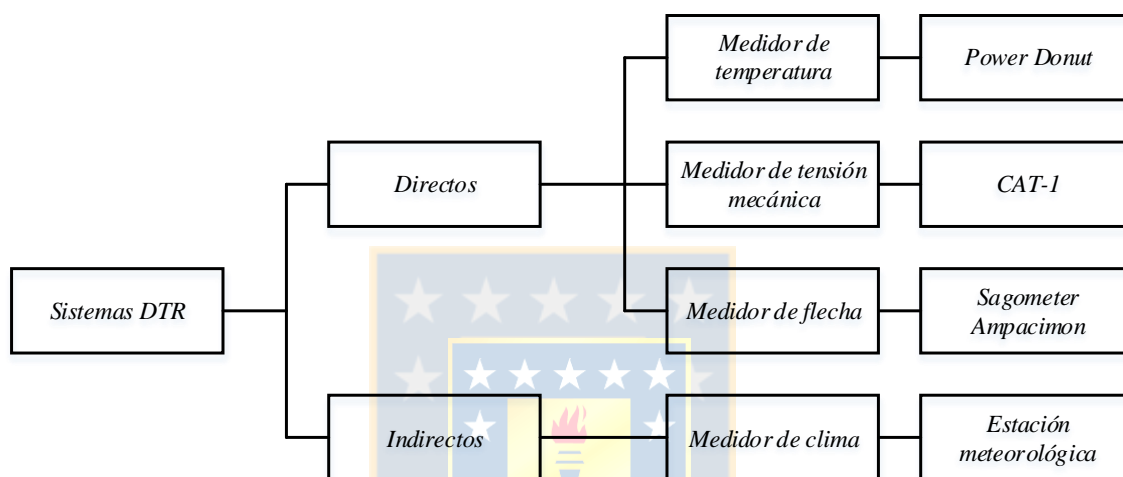 Medidor de
temperatura
Power Donut
Directos
Medidor de tensión
mecánica
CAT-1
Sistemas DTR
Medidor de flecha
Sagometer
Ampacimon
Indirectos
Medidor de clima
Estación
meteorológica